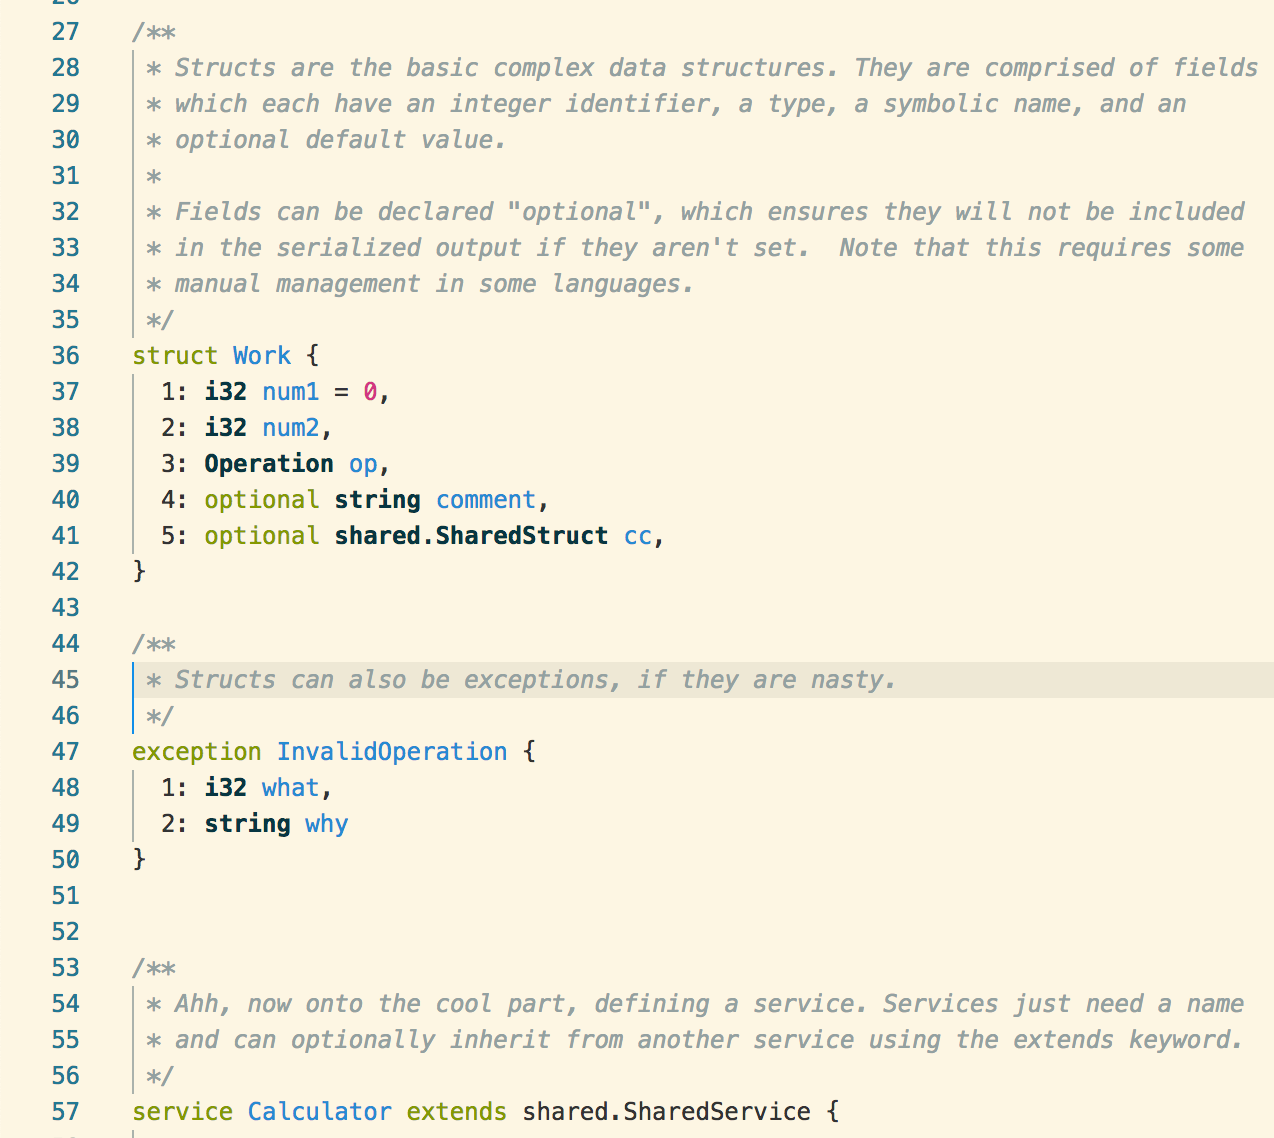 27 /**
28  * Structs are the basic complex data structures. They are comprised of fields
29  * which each have an integer identifier, a type, a symbolic name, and an
30  * optional default value.
31  *
32  * Fields can be declared "optional", which ensures they will not be included
33  * in the serialized output if they aren't set.  Note that this requires some
34  * manual management in some languages.
35  */
36 struct Work {
37   1: i32 num1 = 0,
38   2: i32 num2,
39   3: Operation op,
40   4: optional string comment,
41   5: optional shared.SharedStruct cc,
42 }
43
44 /**
45  * Structs can also be exceptions, if they are nasty.
46  */
47 exception InvalidOperation {
48   1: i32 what,
49   2: string why
50 }
51
52
53 /**
54  * Ahh, now onto the cool part, defining a service. Services just need a name
55  * and can optionally inherit from another service using the extends keyword.
56  */
57 service Calculator extends shared.SharedService {